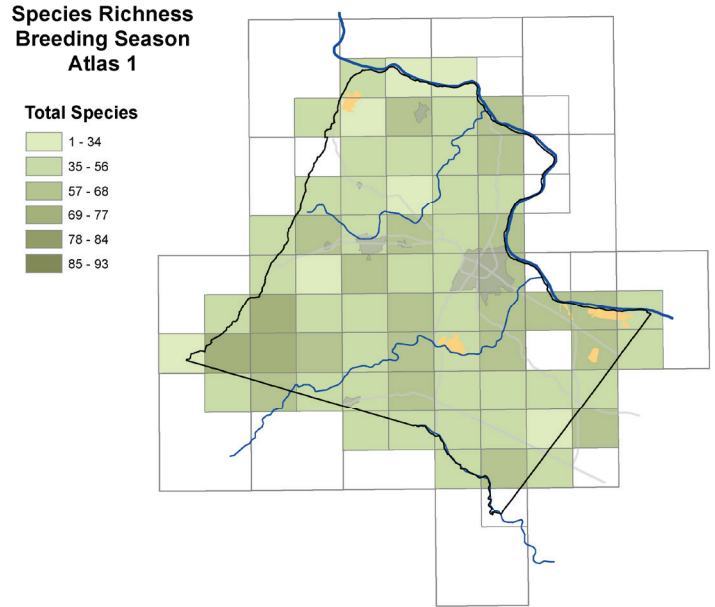 Species Richness
Breeding Season
Atlas 1
Total Species
1 - 34
35 - 56
57 - 68
69 - 77
78 - 84
85 - 93